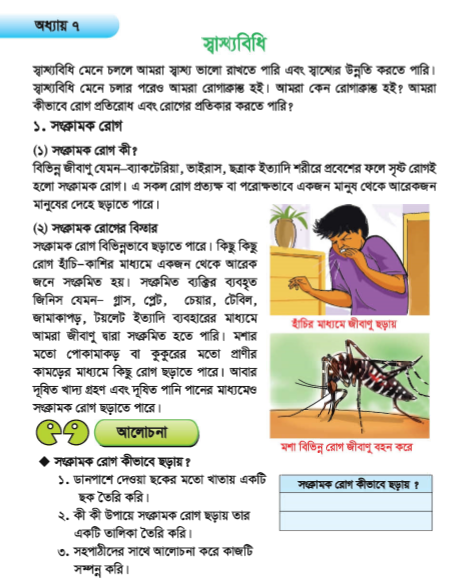 অধ্যায় ৭
স্বাস্থ্যবিধি
স্বাস্থ্যবিধি মেনে চললে আমরা স্বাস্থ্য ভালো রাখতে পারি এবং স্বাস্থ্যের উন্নতি করতে পারি।
স্বাস্থ্যবিধি মেনে চলার পরেও আমরা রোগাক্রান্ত হই। আমরা কেন রোগাক্রান্ত হই? আমরা
কীভাবে রোগ প্রতিরোধ এবং রোগের প্রতিকার করতে পারি?
১. সংক্রামক রোগ
(১) সংক্রামক রোগ কী?
বিভিন্ন জীবাণু যেমন–ব্যাকটেরিয়া, ভাইরাস, ছত্রাক ইত্যাদি শরীরে প্রবেশের ফলে সৃষ্ট রোগই
হলো সংক্রামক রোগ। এ সকল রোগ প্রত্যক্ষ বা পরোক্ষভাবে একজন মানুষ থেকে আরেকজন
মানুষের দেহে ছড়াতে পারে।
(২) সংক্রামক রোগের বিস্তার
সংক্রামক রোগ বিভিন্নভাবে ছড়াতে পারে। কিছু কিছু
রোগ হাঁচি–কাশির মাধ্যমে একজন থেকে আরেক
জনে সংক্রমিত হয়। সংক্রমিত ব্যক্তির ব্যবহৃত
জিনিস যেমন– গ্লাস, প্লেট, চেয়ার, টেবিল,
জামাকাপড়, টয়লেট ইত্যাদি ব্যবহারের মাধ্যমে
আমরা জীবাণু দ্বারা সংক্রমিত হতে পারি। মশার
মতো পোকামাকড় বা কুকুরের মতো প্রাণীর
কামড়ের মাধ্যমে কিছু রোগ ছড়াতে পারে। আবার
দূষিত খাদ্য গ্রহণ এবং দূষিত পানি পানের মাধ্যমেও
সংক্রামক রোগ ছড়াতে পারে।
হাঁচির মাধ্যমে জীবাণু ছড়ায়
মশা বিভিন্ন রোগ জীবাণু বহন করে
আলোচনা
◆ সংক্রামক রোগ কীভাবে ছড়ায়?
১. ডানপাশে দেওয়া ছকের মতো খাতায় একটি
ছক তৈরি করি।
২. কী কী উপায়ে সংক্রামক রোগ ছড়ায় তার
একটি তালিকা তৈরি করি।
৩. সহপাঠীদের সাথে আলোচনা করে কাজটি
সম্পন্ন করি।
সংক্রামক রোগ কীভাবে ছড়ায় ?